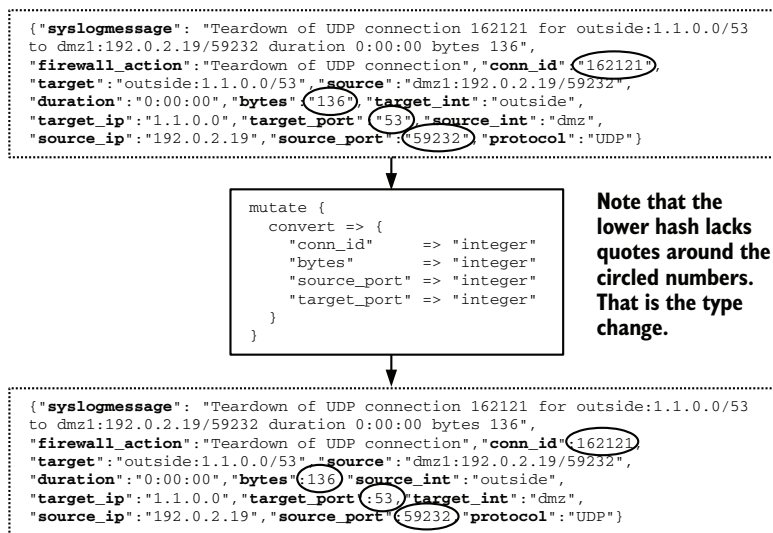 {"syslogmessage": "Teardown of UDP connection 162121 for outside:1.1.0.0/53
to dmz1:192.0.2.19/59232 duration 0:00:00 bytes 136",
"firewall_action":"Teardown of UDP connection","conn_id":"162121",
"target":"outside:1.1.0.0/53","source":"dmz1:192.0.2.19/59232",
"duration":"0:00:00","bytes":"136","target_int":"outside",
"target_ip":"1.1.0.0","target_port":"53","source_int":"dmz",
"source_ip":"192.0.2.19","source_port":"59232","protocol":"UDP"}
mutate {
convert => {
"conn_id" => "integer"
"bytes" => "integer"
"source_port" => "integer"
"target_port" => "integer"
}
}
Note that the
lower hash lacks
quotes around the
circled numbers.
That is the type
change.
{"syslogmessage": "Teardown of UDP connection 162121 for outside:1.1.0.0/53
to dmz1:192.0.2.19/59232 duration 0:00:00 bytes 136",
"firewall_action":"Teardown of UDP connection","conn_id":162121,
"target":"outside:1.1.0.0/53","source":"dmz1:192.0.2.19/59232",
"duration":"0:00:00","bytes":136,"source_int":"outside",
"target_ip":"1.1.0.0","target_port":53,"target_int":"dmz",
"source_ip":"192.0.2.19","source_port":59232,"protocol":"UDP"}